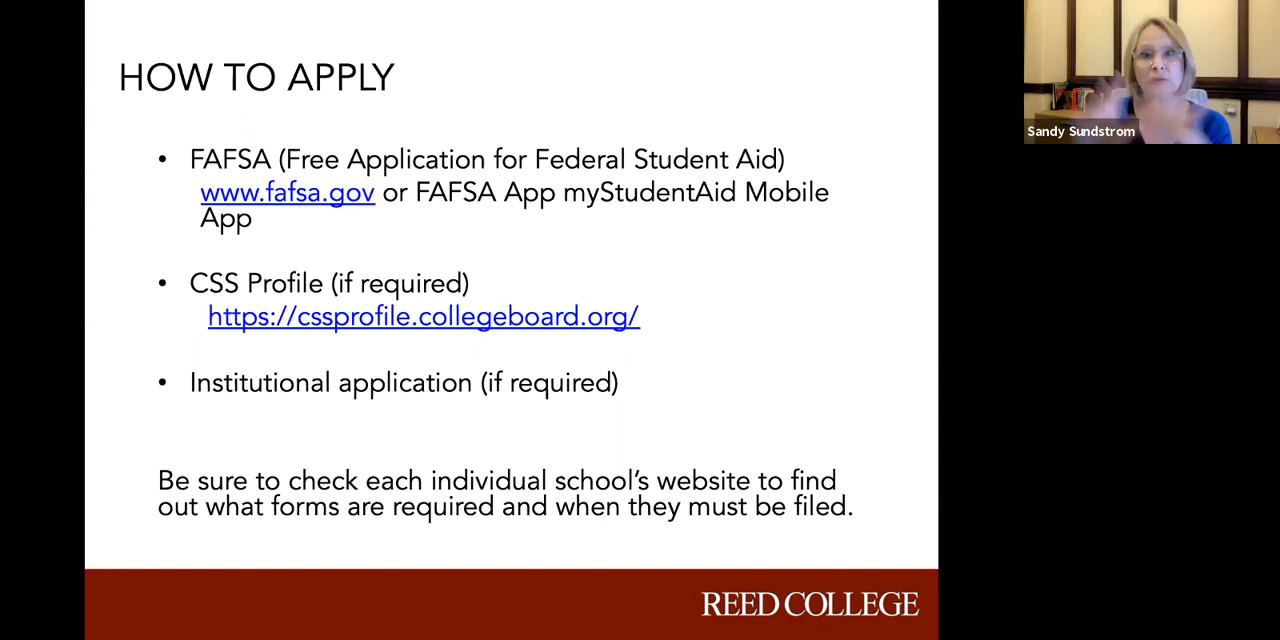 HOW TO APPLY
• FAFSA (Free Application for Federal Student Aid)
www.fafsa.gov or FAFSA App myStudentAid Mobile
App
• CSS Profile (if required)
https://cssprofile.collegeboard.org/
• Institutional application (if required)
Be sure to check each individual school’s website to find
out what forms are required and when they must be filed.
REED COLLEGE
Sandy Sundstrom